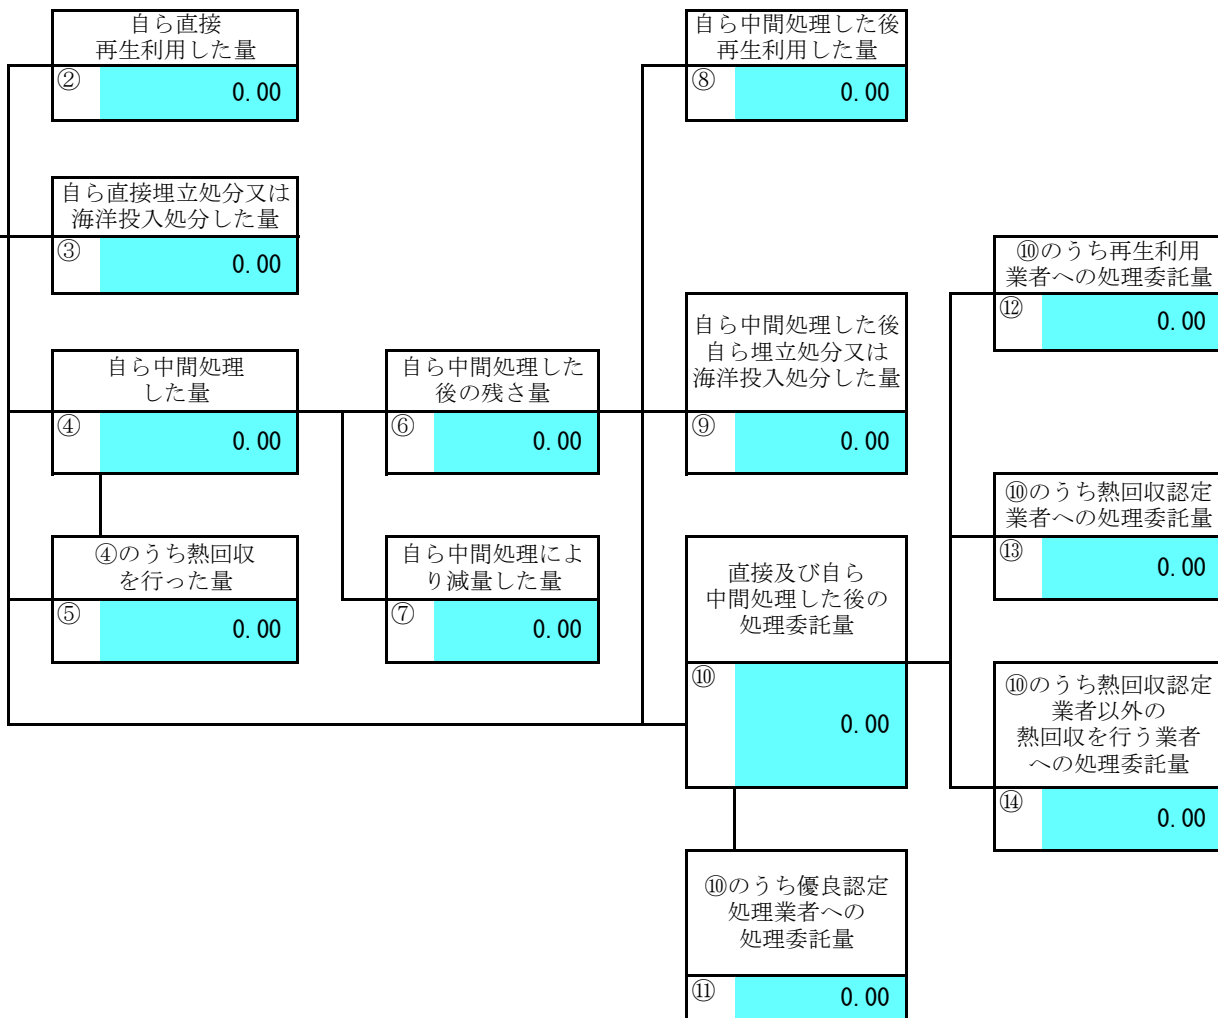 自ら直接
再生利用した量
②
0.00
自ら直接埋立処分又は
海洋投入処分した量
③
0.00
自ら中間処理
した量
④
0.00
④のうち熱回収
を行った量
⑤
0.00
自ら中間処理した
後の残さ量
⑥
0.00
自ら中間処理によ
り減量した量
⑦
0.00
自ら中間処理した後
再生利用した量
⑧
0.00
自ら中間処理した後
自ら埋立処分又は
海洋投入処分した量
⑨
0.00
直接及び自ら
中間処理した後の
処理委託量
⑩
0.00
⑩のうち優良認定
処理業者への
処理委託量
⑪
0.00
⑩のうち再生利用
業者への処理委託量
⑫
0.00
⑩のうち熱回収認定
業者への処理委託量
⑬
0.00
⑩のうち熱回収認定
業者以外の
熱回収を行う業者
への処理委託量
⑭
0.00